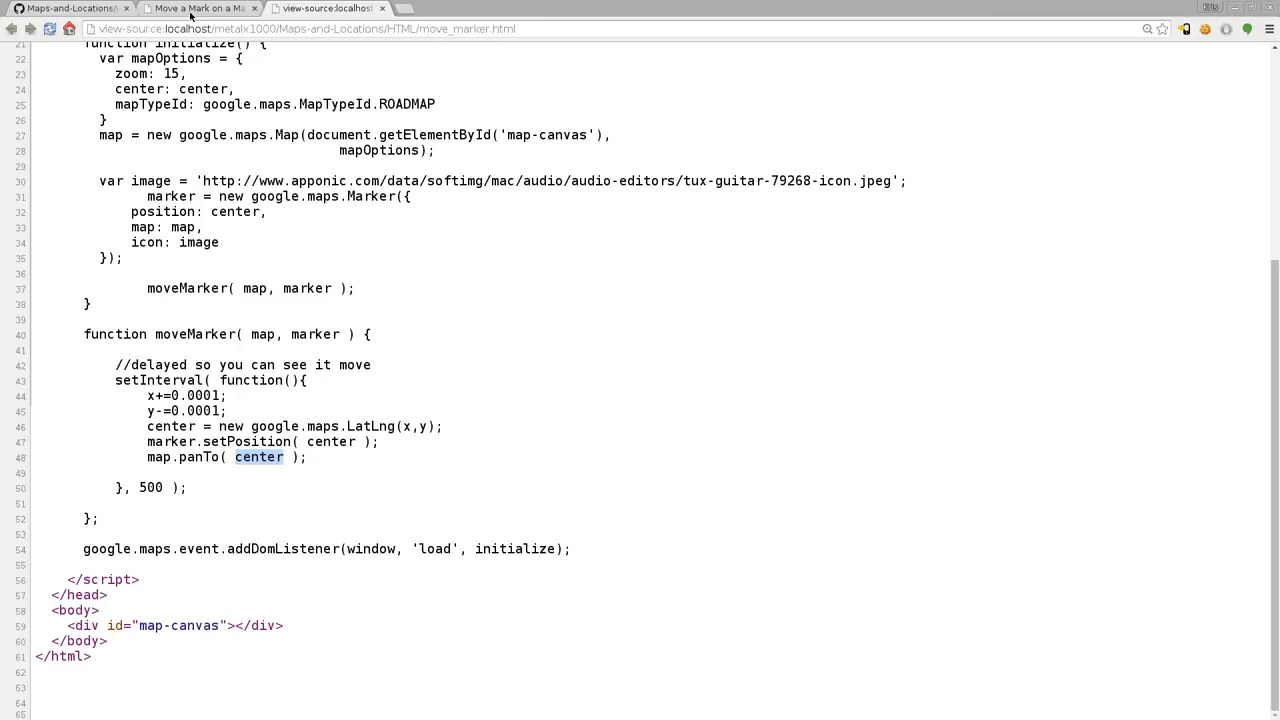 Maps-and-Locations/
Move a Mark on a Ma
view-source:localhost
Kris
view-source:localhost/metalx1000/Maps-and-Locations/HTML/move_marker.html
21 function initialize() {
22 var mapOptions = {
23 zoom: 15,
24 center: center,
25 mapTypeId: google.maps.MapTypeId.ROADMAP
26 }
27 map = new google.maps.Map(document.getElementById('map-canvas'),
28 mapOptions);
29
30 var image = 'http://www.apponic.com/data/softimg/mac/audio/audio-editors/tux-guitar-79268-icon.jpeg';
31 marker = new google.maps.Marker({
32 position: center,
33 map: map,
34 icon: image
35 });
36
37 moveMarker( map, marker );
38 }
39
40 function moveMarker( map, marker ) {
41
42 //delayed so you can see it move
43 setInterval( function(){
44 x+=0.0001;
45 y-=0.0001;
46 center = new google.maps.LatLng(x,y);
47 marker.setPosition( center );
48 map.panTo( center );
49
50 }, 500 );
51
52 };
53
54 google.maps.event.addDomListener(window, 'load', initialize);
55
56 </script>
57 </head>
58 <body>
59 <div id="map-canvas"></div>
60 </body>
61 </html>
62
63
64
65